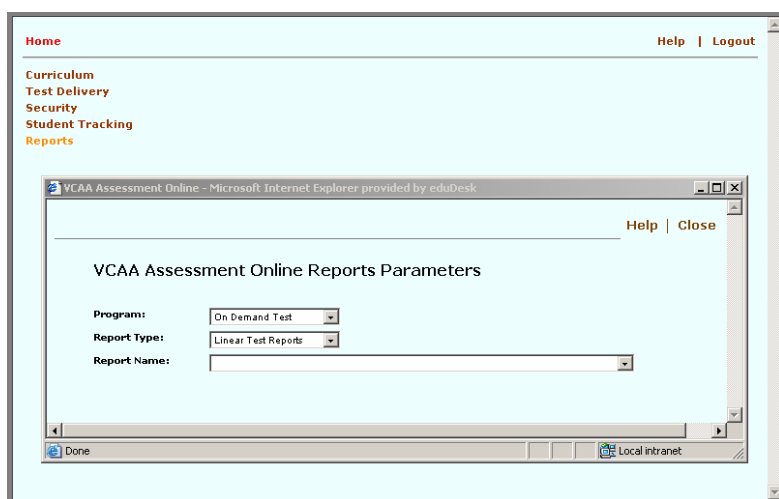 Home Help | Logout
Curriculum
Test Delivery
Security
Student Tracking
Reports
VCAA Assessment Online - Microsoft Internet Explorer provided by eduDesk
Help | Close
VCAA Assessment Online Reports Parameters
Program: On Demand Test
Report Type: Linear Test Reports
Report Name:
Done Local intranet